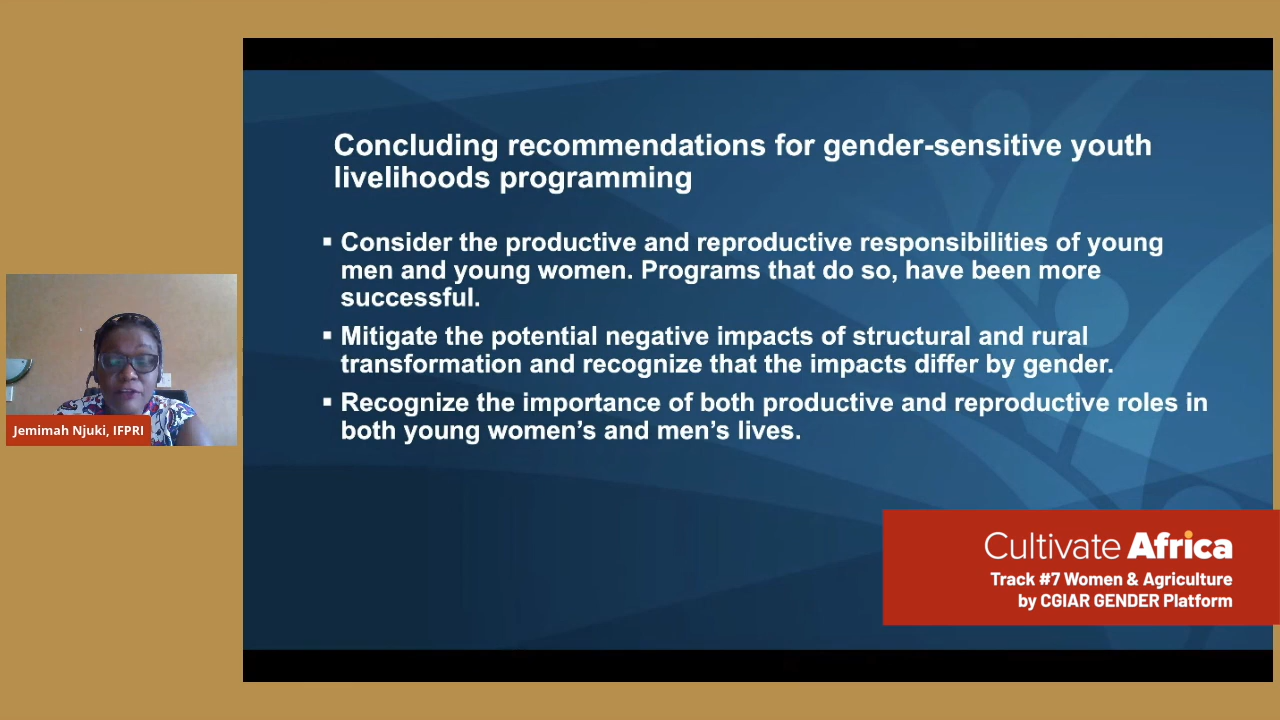 Concluding recommendations for gender-sensitive youth
livelihoods programming
▪ Consider the productive and reproductive responsibilities of young
men and young women. Programs that do so, have been more
successful.
▪ Mitigate the potential negative impacts of structural and rural
transformation and recognize that the impacts differ by gender.
▪ Recognize the importance of both productive and reproductive roles in
both young women’s and men’s lives.
Jemimah Njuki, IFPRI
Cultivate Africa
Track #7 Women & Agriculture
by CGIAR GENDER Platform